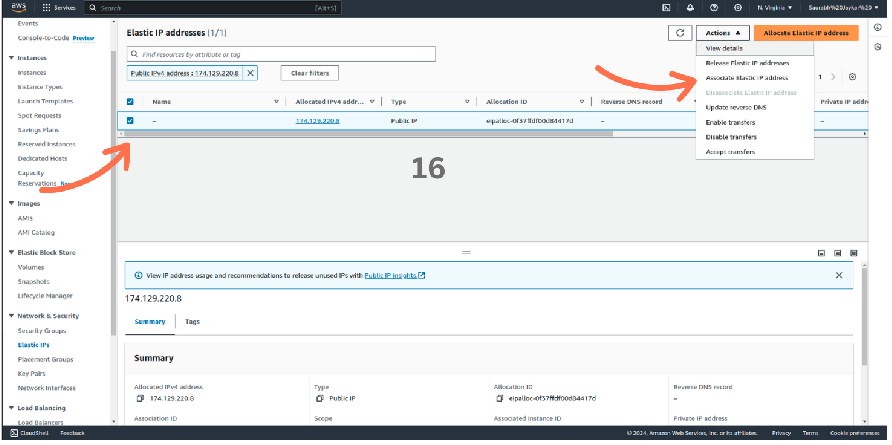 aws
Services
Search
[Alt+S]
N. Virginia
Saurabh%20Jaykar%20
Events
Console-to-Code Preview
Instances
Instances
Instance Types
Launch Templates
Spot Requests
Savings Plans
Reserved Instances
Dedicated Hosts
Capacity
Reservations
Images
AMIs
AMI Catalog
Elastic Block Store
Volumes
Snapshots
Lifecycle Manager
Network & Security
Security Groups
Elastic IPs
Placement Groups
Key Pairs
Network Interfaces
Load Balancing
Load Balancers
Elastic IP addresses (1/1)
Actions
Allocate Elastic IP address
Find resources by attribute or tag
Public IPv4 address : 174.129.220.8
Clear filters
1
View details
Release Elastic IP addresses
Associate Elastic IP address
Disassociate Elastic IP address
Update reverse DNS
Enable transfers
Disable transfers
Accept transfers
Name
Allocated IPv4 addr...
Type
Allocation ID
Reverse DNS record
Private IP addre
–
174.129.220.8
Public IP
eipalloc-0f37ffdf00d84417d
–
–
16
View IP address usage and recommendations to release unused IPs with Public IP insights
174.129.220.8
Summary
Tags
Summary
Allocated IPv4 address
Type
Allocation ID
Reverse DNS record
174.129.220.8
Public IP
eipalloc-0f37ffdf00d84417d
–
Association ID
Scope
Associated instance ID
Private IP address
CloudShell
Feedback
© 2024, Amazon Web Services, Inc. or its affiliates.
Privacy
Terms
Cookie preferences